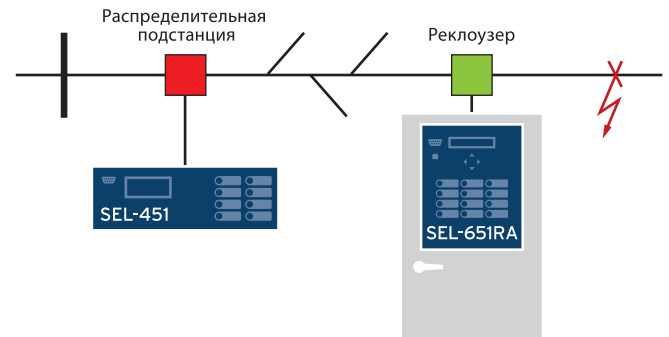 Распределительная
подстанция
Реклоузер
SEL-451
SEL-651RA